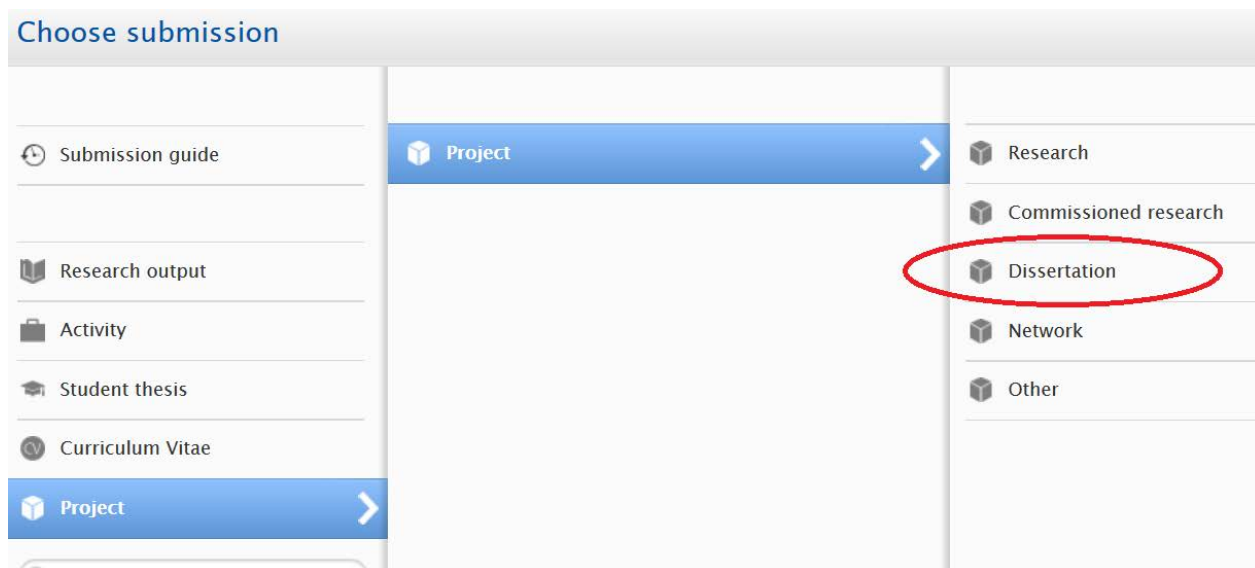 Choose submission
Submission guide
Research output
Activity
Student thesis
CV
Curriculum Vitae
Project
Project
Research
Commissioned research
Dissertation
Network
Other